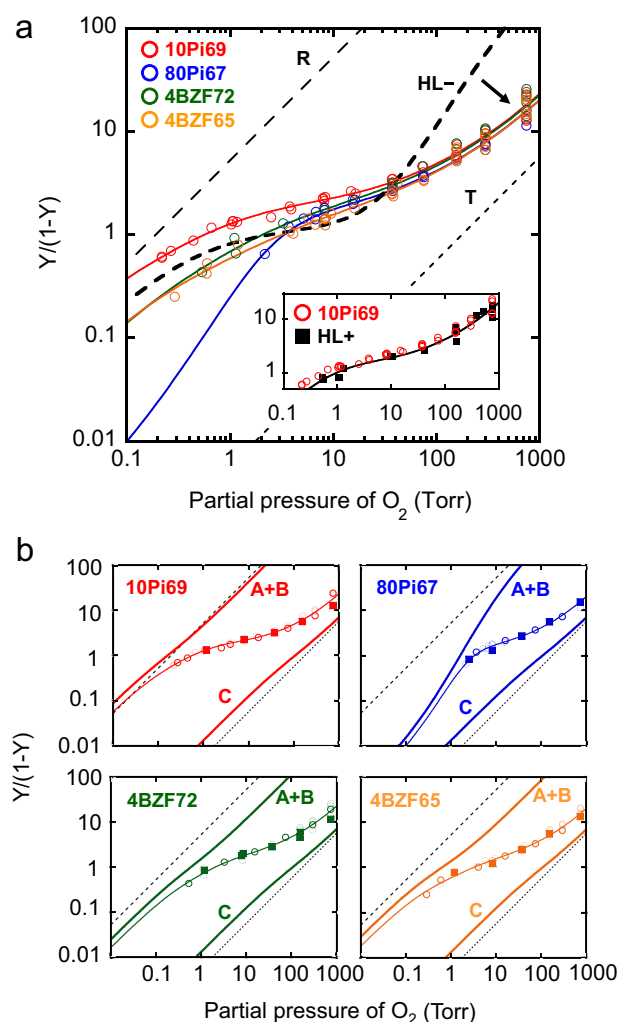 a
100
10
1
0.1
0.01
Y/(1-Y)
10Pi69
80Pi67
4BZF72
4BZF65
R
HL−
T
10Pi69
HL+
10
1
0.1 1 10 100 1000
0.1 1 10 100 1000
Partial pressure of O2 (Torr)
b
100
10
1
0.1
0.01
10Pi69
A+B
C
80Pi67
A+B
C
Y/(1-Y)
100
10
1
0.1
0.01
4BZF72
A+B
C
4BZF65
A+B
C
0.1 1 10 100 1000
0.1 1 10 100 1000
Partial pressure of O2 (Torr)